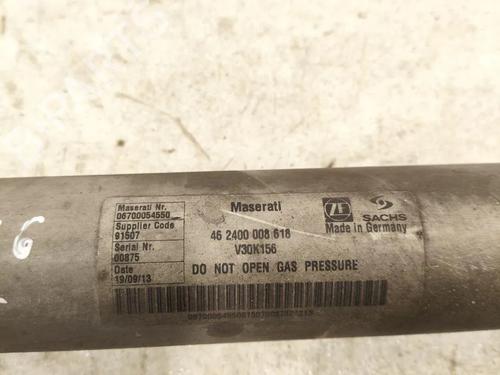 Maserati Nr.
06700054550
Supplier Code
91507
Serial Nr.
00875
Date
19/09/13
Maserati
46 2400 008 618
V30K156
DO NOT OPEN GAS PRESSURE
ZF
SACHS
Made in Germany